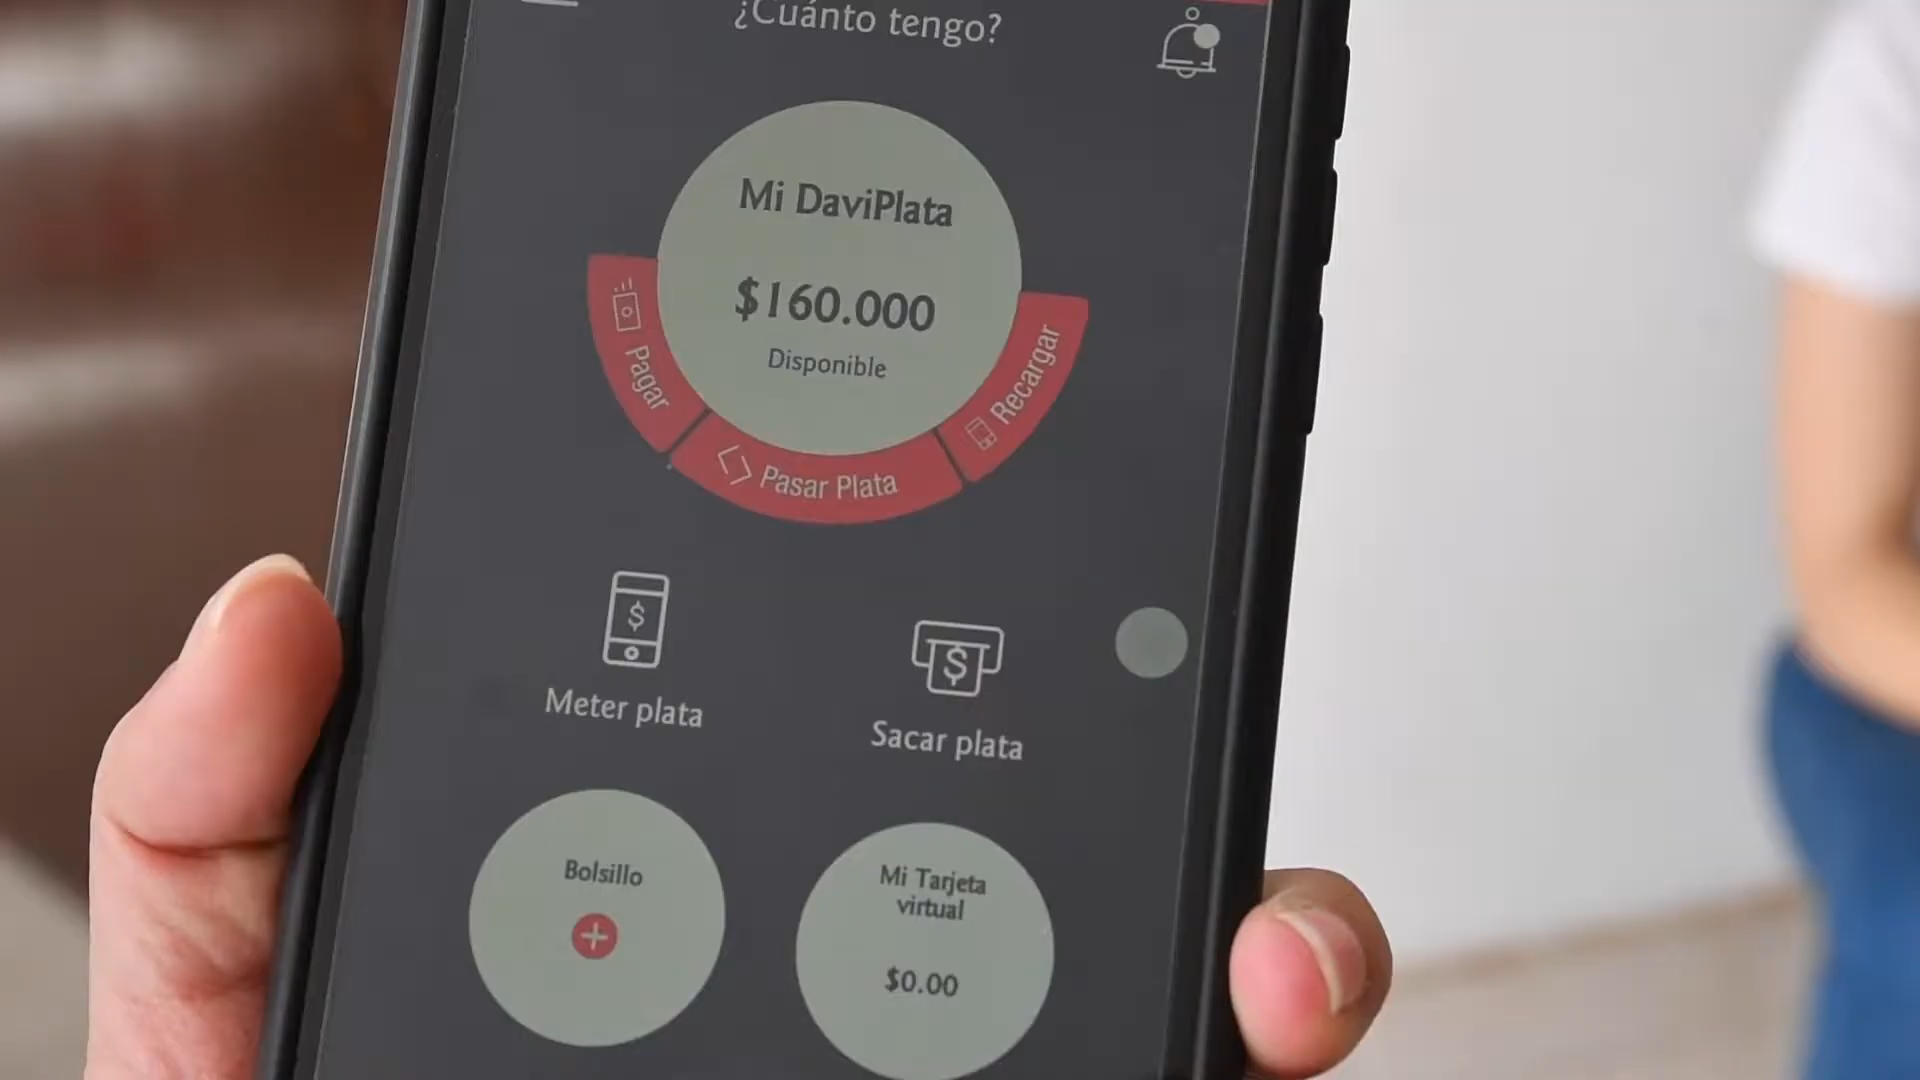 ¿Cuánto tengo?
Mi DaviPlata
$160.000
Disponible
Pagar
Pasar Plata
Recargar
Meter plata
Sacar plata
Bolsillo
Mi Tarjeta
virtual
$0.00